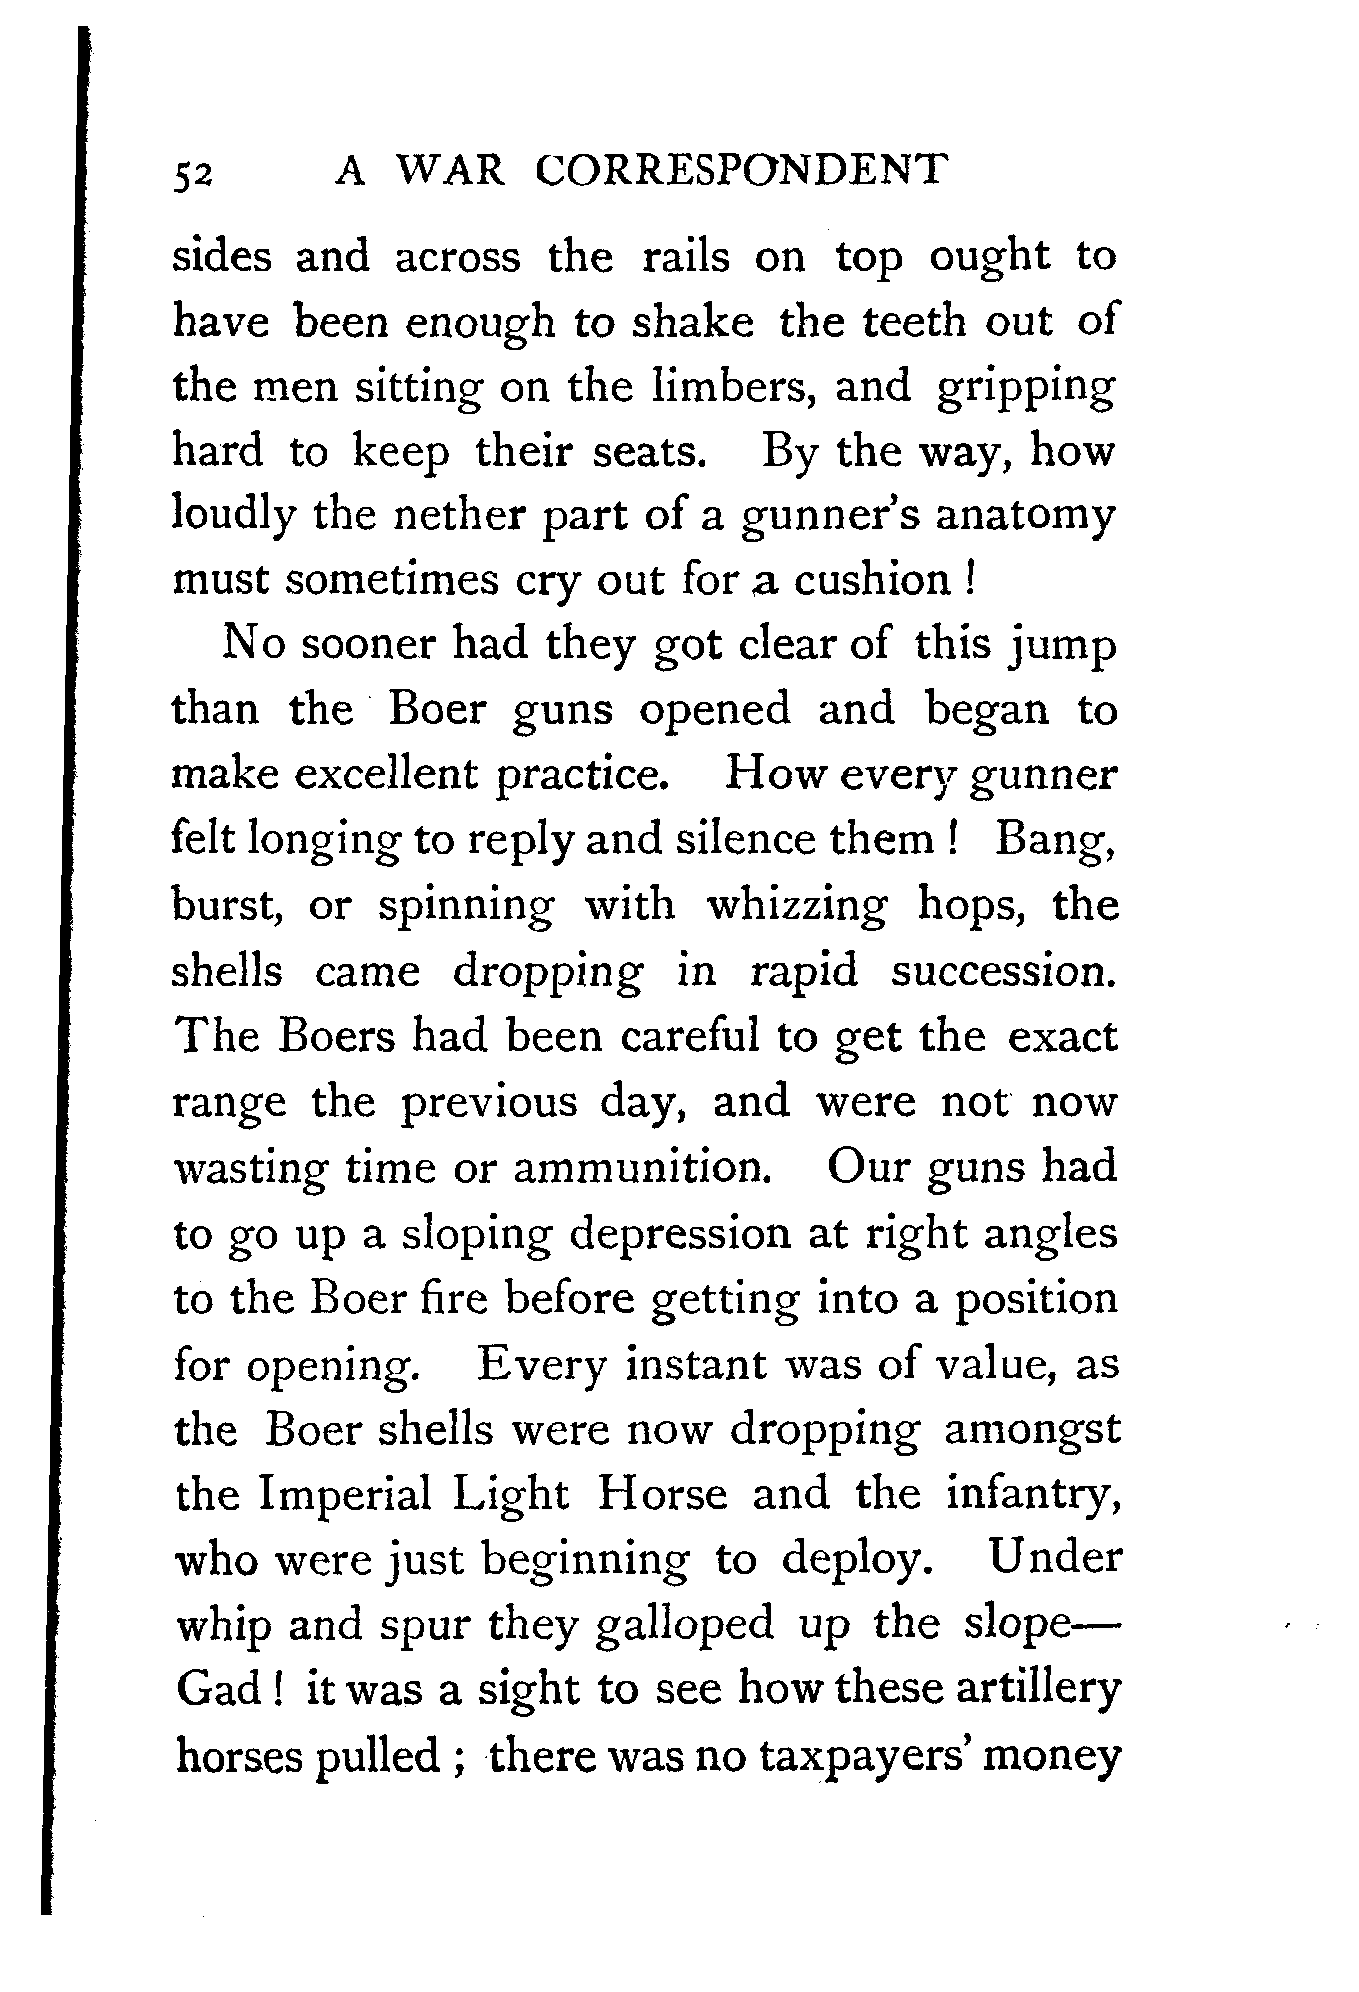 52 A WAR CORRESPONDENT
sides and across the rails on top ought to
have been enough to shake the teeth out of
the men sitting on the limbers, and gripping
hard to keep their seats. By the way, how
loudly the nether part of a gunner's anatomy
must sometimes cry out for a cushion !
No sooner had they got clear of this jump
than the Boer guns opened and began to
make excellent practice. How every gunner
felt longing to reply and silence them ! Bang,
burst, or spinning with whizzing hops, the
shells came dropping in rapid succession.
The Boers had been careful to get the exact
range the previous day, and were not now
wasting time or ammunition. Our guns had
to go up a sloping depression at right angles
to the Boer fire before getting into a position
for opening. Every instant was of value, as
the Boer shells were now dropping amongst
the Imperial Light Horse and the infantry,
who were just beginning to deploy. Under
whip and spur they galloped up the slope—
Gad ! it was a sight to see how these artillery
horses pulled ; there was no taxpayers' money